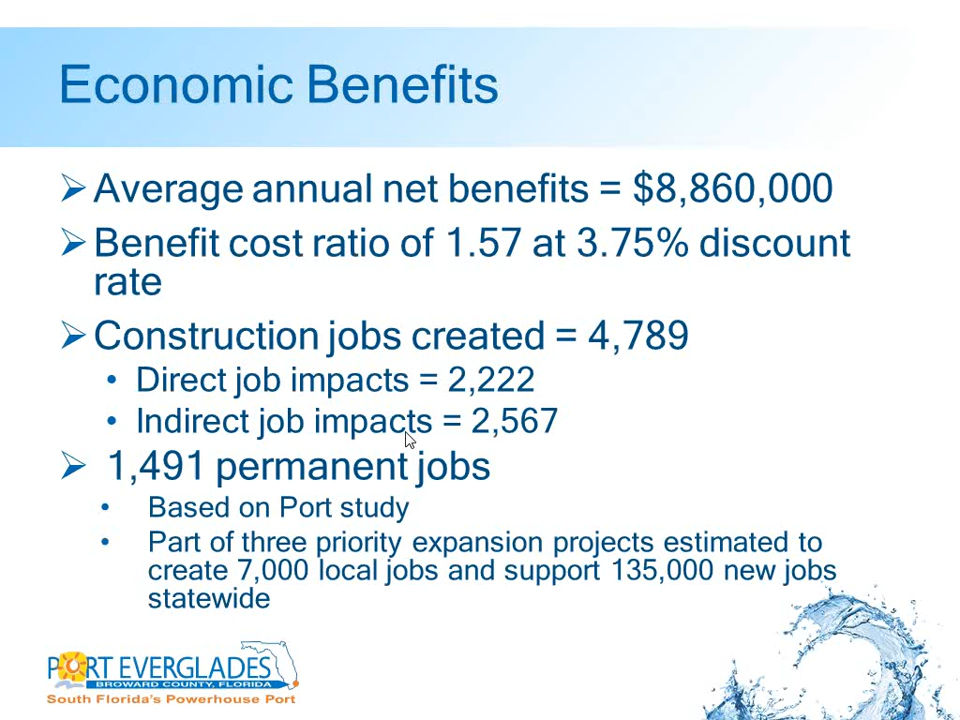 Economic Benefits
➢ Average annual net benefits = $8,860,000
➢ Benefit cost ratio of 1.57 at 3.75% discount
rate
➢ Construction jobs created = 4,789
• Direct job impacts = 2,222
• Indirect job impacts = 2,567
➢ 1,491 permanent jobs
• Based on Port study
• Part of three priority expansion projects estimated to
create 7,000 local jobs and support 135,000 new jobs
statewide
PORT EVERGLADES
BROWARD COUNTY, FLORIDA
South Florida's Powerhouse Port